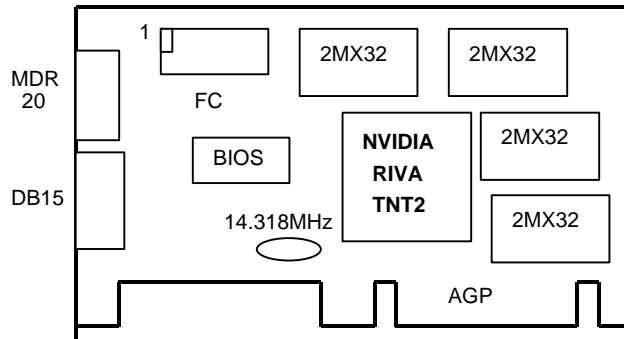 1
2MX32
2MX32
MDR
20
FC
NVIDIA
RIVA
TNT2
2MX32
BIOS
DB15
14.318MHz
2MX32
AGP